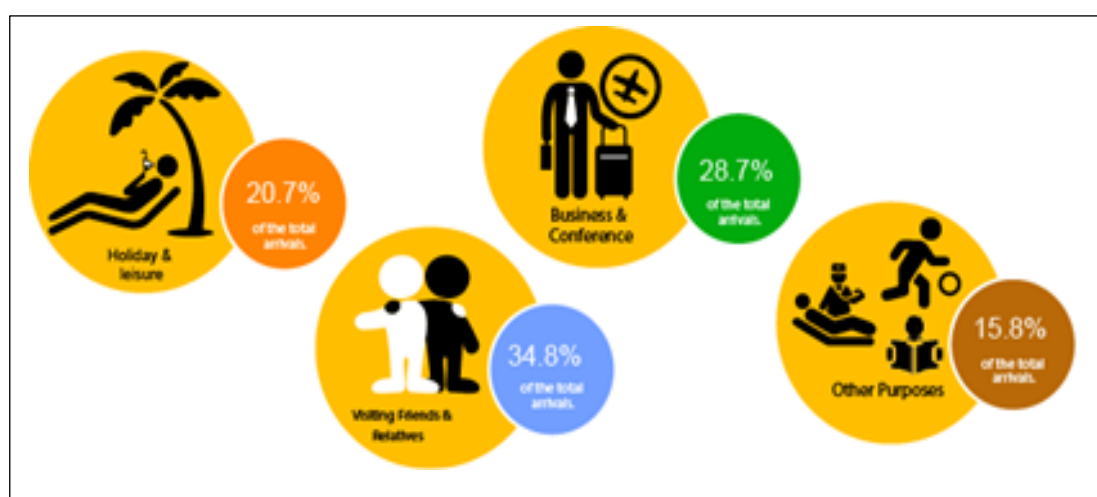 Holiday &
leisure
20.7%
of the total
arrivals.
Visiting Friends &
Relatives
34.8%
of the total
arrivals.
Business &
Conference
28.7%
of the total
arrivals.
Other Purposes
15.8%
of the total
arrivals.